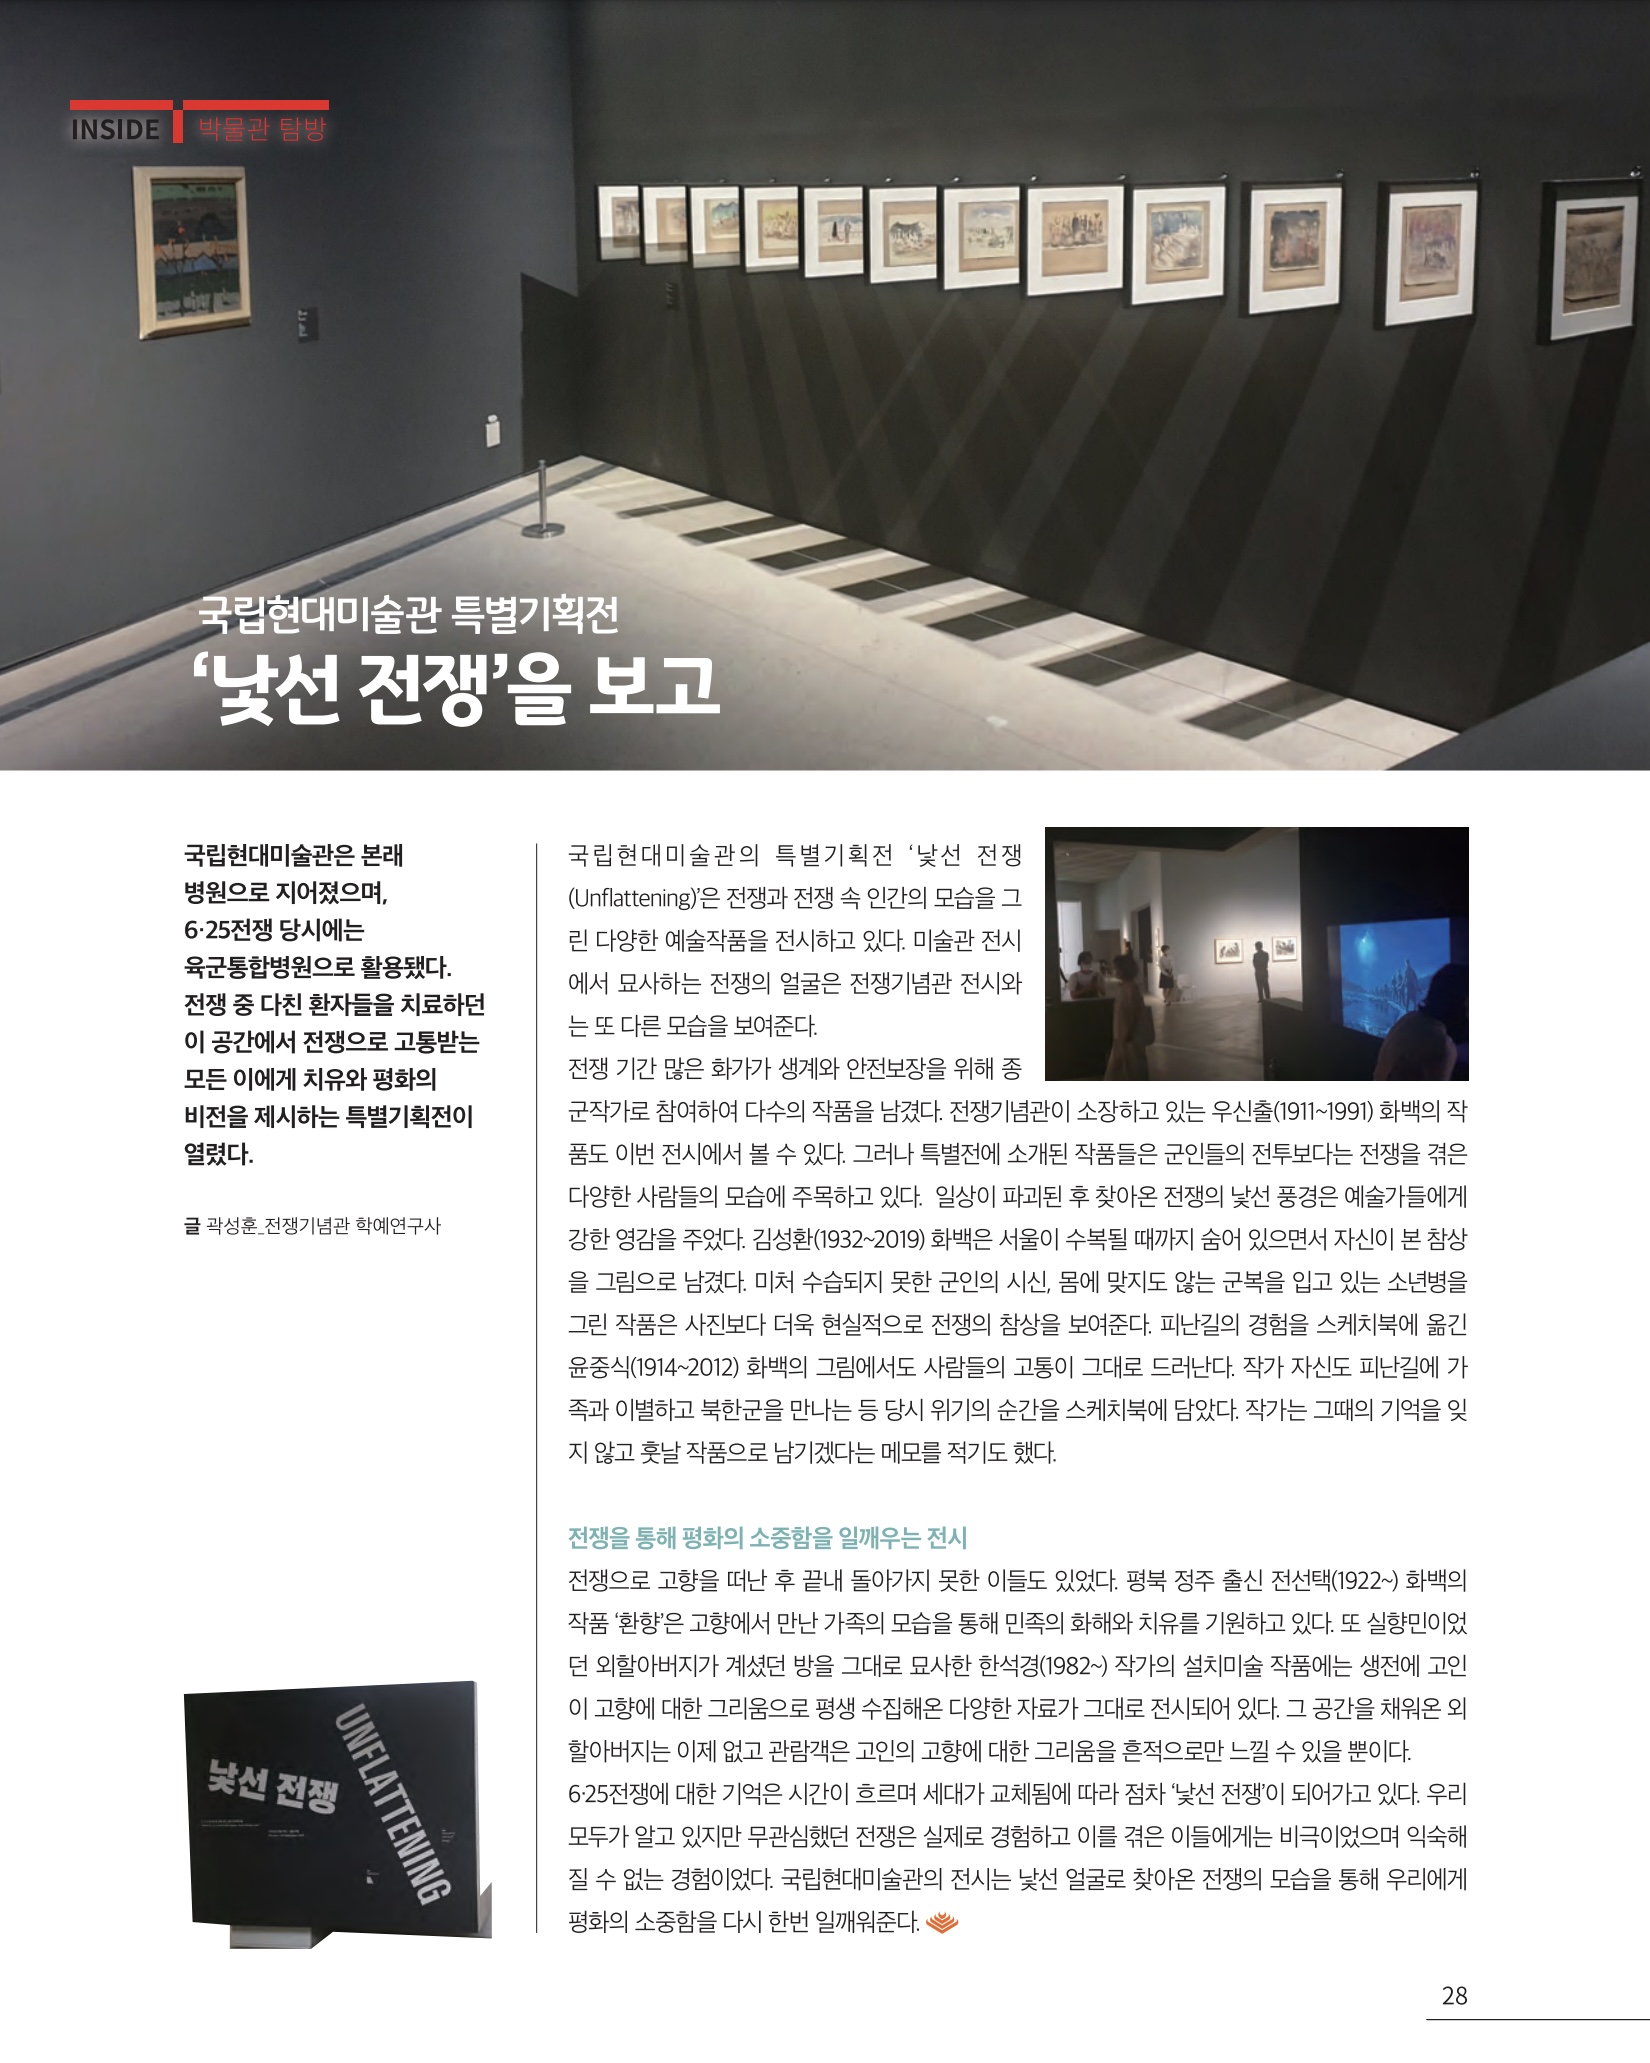 INSIDE 박물관 탐방
국립현대미술관 특별기획전
‘낯선 전쟁’을 보고
국립현대미술관은 본래
병원으로 지어졌으며,
6·25전쟁 당시에는
육군통합병원으로 활용됐다.
전쟁 중 다친 환자들을 치료하던
이 공간에서 전쟁으로 고통받는
모든 이에게 치유와 평화의
비전을 제시하는 특별기획전이
열렸다.
글 곽성훈_전쟁기념관 학예연구사
국립현대미술관의 특별기획전 ‘낯선 전쟁
(Unflattening)’은 전쟁과 전쟁 속 인간의 모습을 그
린 다양한 예술작품을 전시하고 있다. 미술관 전시
에서 묘사하는 전쟁의 얼굴은 전쟁기념관 전시와
는 또 다른 모습을 보여준다.
전쟁 기간 많은 화가가 생계와 안전보장을 위해 종
군작가로 참여하여 다수의 작품을 남겼다. 전쟁기념관이 소장하고 있는 우신출(1911~1991) 화백의 작
품도 이번 전시에서 볼 수 있다. 그러나 특별전에 소개된 작품들은 군인들의 전투보다는 전쟁을 겪은
다양한 사람들의 모습에 주목하고 있다. 일상이 파괴된 후 찾아온 전쟁의 낯선 풍경은 예술가들에게
강한 영감을 주었다. 김성환(1932~2019) 화백은 서울이 수복될 때까지 숨어 있으면서 자신이 본 참상
을 그림으로 남겼다. 미처 수습되지 못한 군인의 시신, 몸에 맞지도 않는 군복을 입고 있는 소년병을
그린 작품은 사진보다 더욱 현실적으로 전쟁의 참상을 보여준다. 피난길의 경험을 스케치북에 옮긴
윤중식(1914~2012) 화백의 그림에서도 사람들의 고통이 그대로 드러난다. 작가 자신도 피난길에 가
족과 이별하고 북한군을 만나는 등 당시 위기의 순간을 스케치북에 담았다. 작가는 그때의 기억을 잊
지 않고 훗날 작품으로 남기겠다는 메모를 적기도 했다.
전쟁을 통해 평화의 소중함을 일깨우는 전시
전쟁으로 고향을 떠난 후 끝내 돌아가지 못한 이들도 있었다. 평북 정주 출신 전선택(1922~) 화백의
작품 ‘환향’은 고향에서 만난 가족의 모습을 통해 민족의 화해와 치유를 기원하고 있다. 또 실향민이었
던 외할아버지가 계셨던 방을 그대로 묘사한 한석경(1982~) 작가의 설치미술 작품에는 생전에 고인
이 고향에 대한 그리움으로 평생 수집해온 다양한 자료가 그대로 전시되어 있다. 그 공간을 채워온 외
할아버지는 이제 없고 관람객은 고인의 고향에 대한 그리움을 흔적으로만 느낄 수 있을 뿐이다.
6·25전쟁에 대한 기억은 시간이 흐르며 세대가 교체됨에 따라 점차 ‘낯선 전쟁’이 되어가고 있다. 우리
모두가 알고 있지만 무관심했던 전쟁은 실제로 경험하고 이를 겪은 이들에게는 비극이었으며 익숙해
질 수 없는 경험이었다. 국립현대미술관의 전시는 낯선 얼굴로 찾아온 전쟁의 모습을 통해 우리에게
평화의 소중함을 다시 한번 일깨워준다.
낯선 전쟁
UNFLATTENING
28